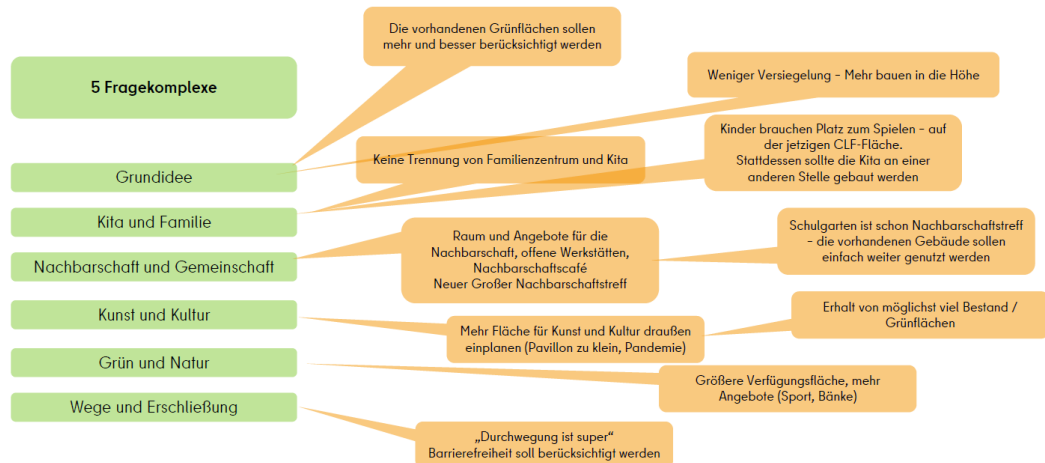 Die vorhandenen Grünflächen sollen
mehr und besser berücksichtigt werden
5 Fragekomplexe
Weniger Versiegelung – Mehr bauen in die Höhe
Kinder brauchen Platz zum Spielen – auf
der jetzigen CLF-Fläche.
Stattdessen sollte die Kita an einer
anderen Stelle gebaut werden
Keine Trennung von Familienzentrum und Kita
Grundidee
Kita und Familie
Raum und Angebote für die
Nachbarschaft, offene Werkstätten,
Nachbarschaftscafé
Neuer Großer Nachbarschaftstreff
Schulgarten ist schon Nachbarschaftstreff
– die vorhandenen Gebäude sollen
einfach weiter genutzt werden
Nachbarschaft und Gemeinschaft
Kunst und Kultur
Mehr Fläche für Kunst und Kultur draußen
einplanen (Pavillon zu klein, Pandemie)
Erhalt von möglichst viel Bestand /
Grünflächen
Grün und Natur
Größere Verfügungsfläche, mehr
Angebote (Sport, Bänke)
Wege und Erschließung
„Durchwegung ist super“
Barrierefreiheit soll berücksichtigt werden